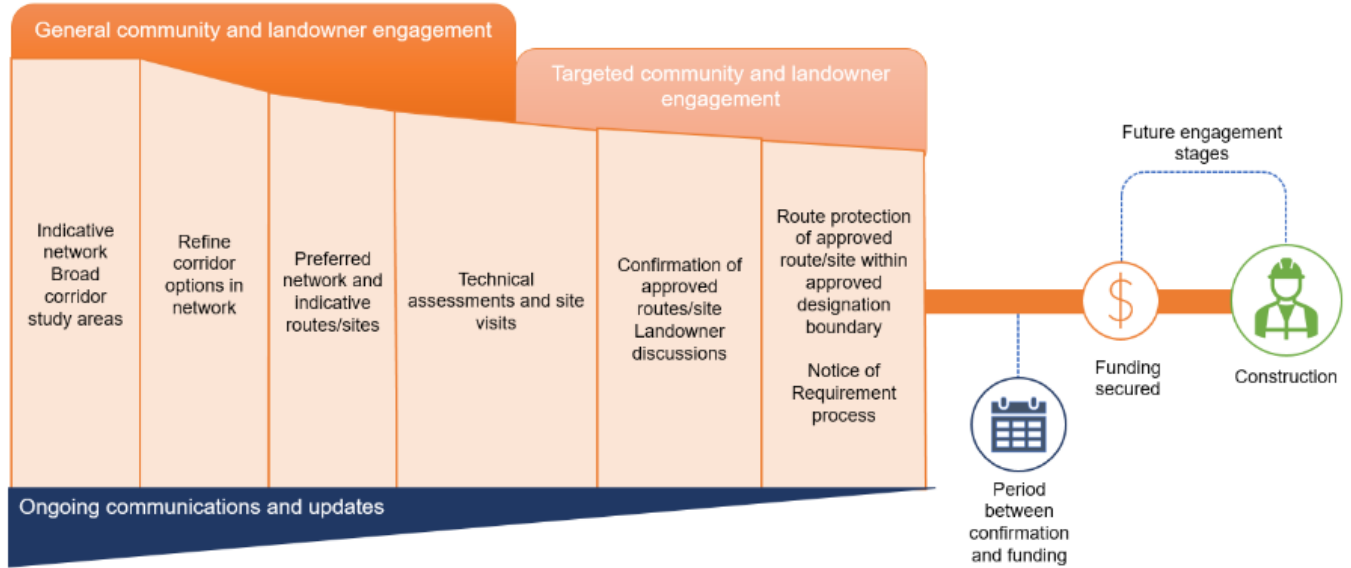 General community and landowner engagement
Targeted community and landowner
engagement
Indicative
network
Broad
corridor
study areas
Refine
corridor
options in
network
Preferred
network and
indicative
routes/sites
Technical
assessments and site
visits
Confirmation of
approved
routes/site
Landowner
discussions
Route protection
of approved
route/site within
approved
designation
boundary
Notice of
Requirement
process
Ongoing communications and updates
Future engagement
stages
$
Funding
secured
Construction
Period
between
confirmation
and funding